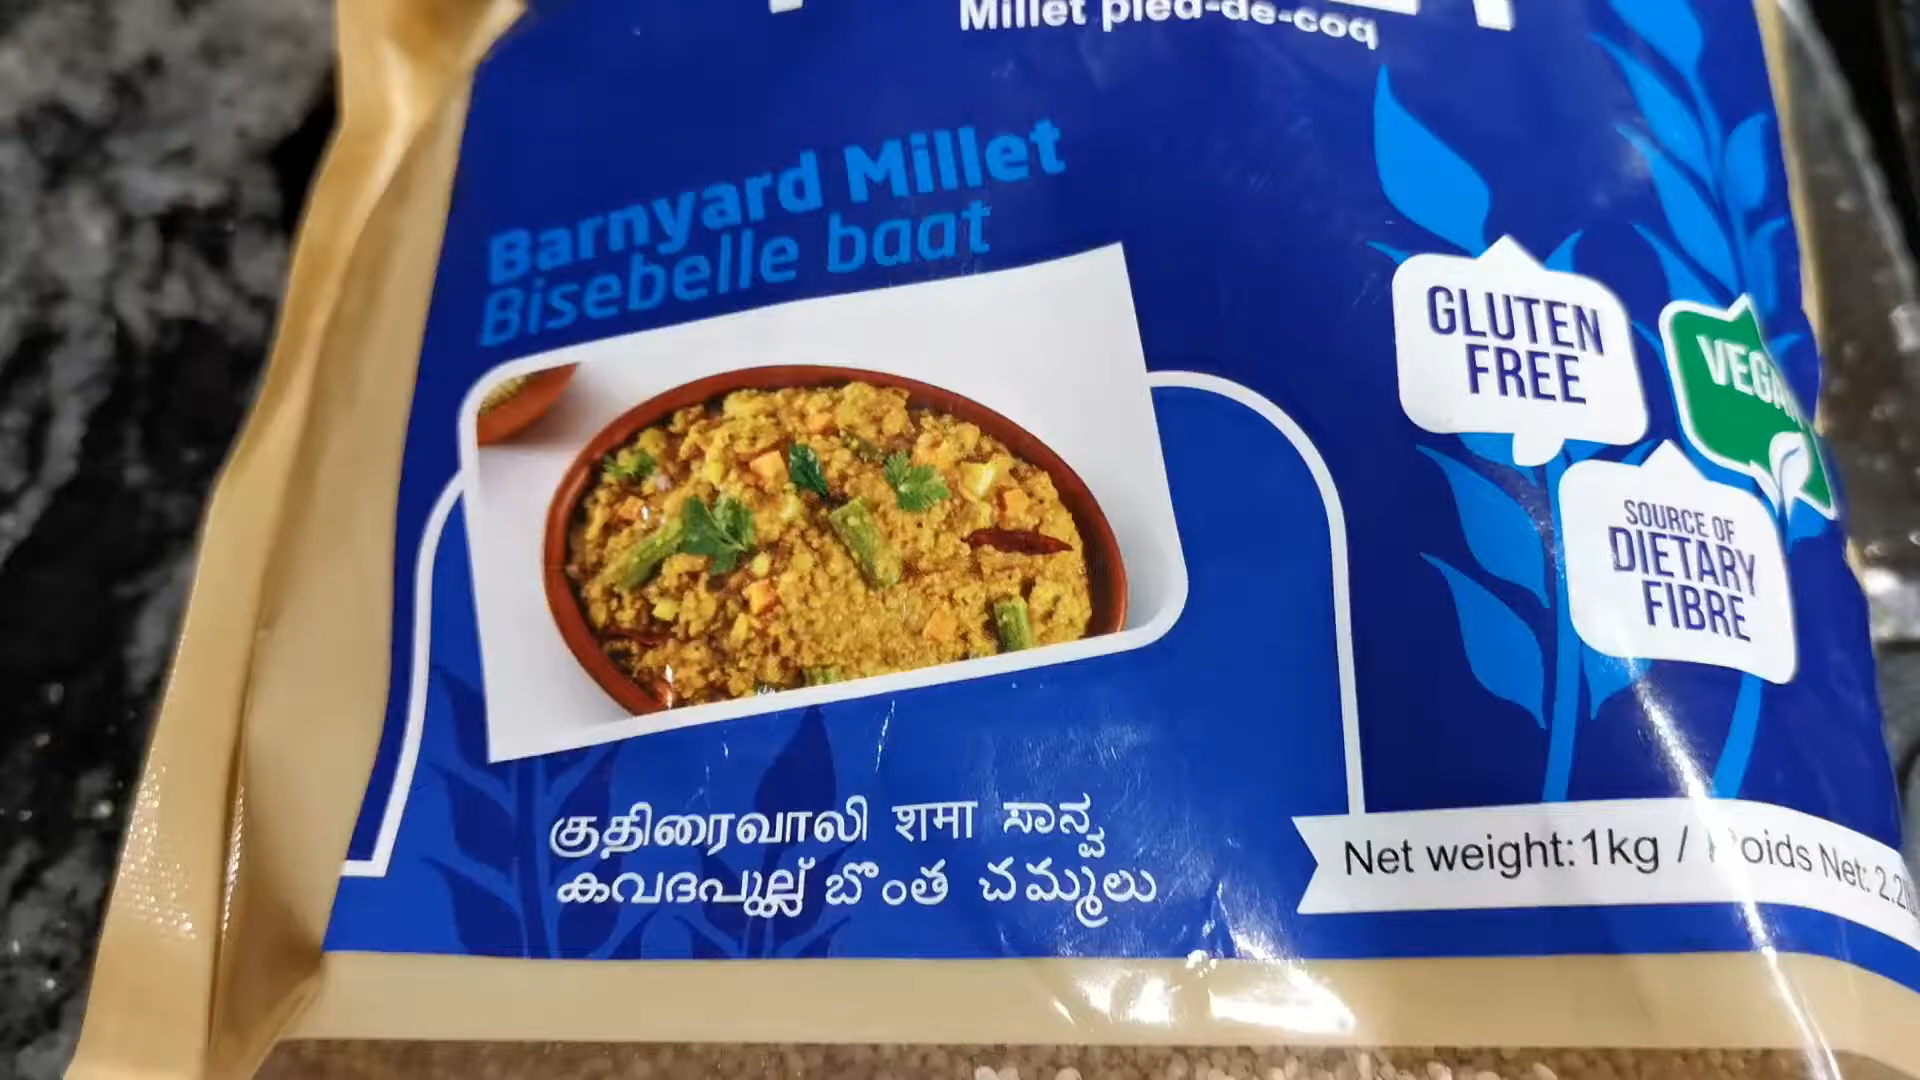 Millet pied-de-coq
Barnyard Millet
Bisebelle baat
GLUTEN
FREE
VEGAN
SOURCE OF
DIETARY
FIBRE
குதிரைவாலி शमा ಸಾನ್ವ
കവദപുല്ല് బొంత చమ్మలు
Net weight:1kg / Poids Net: 2.2